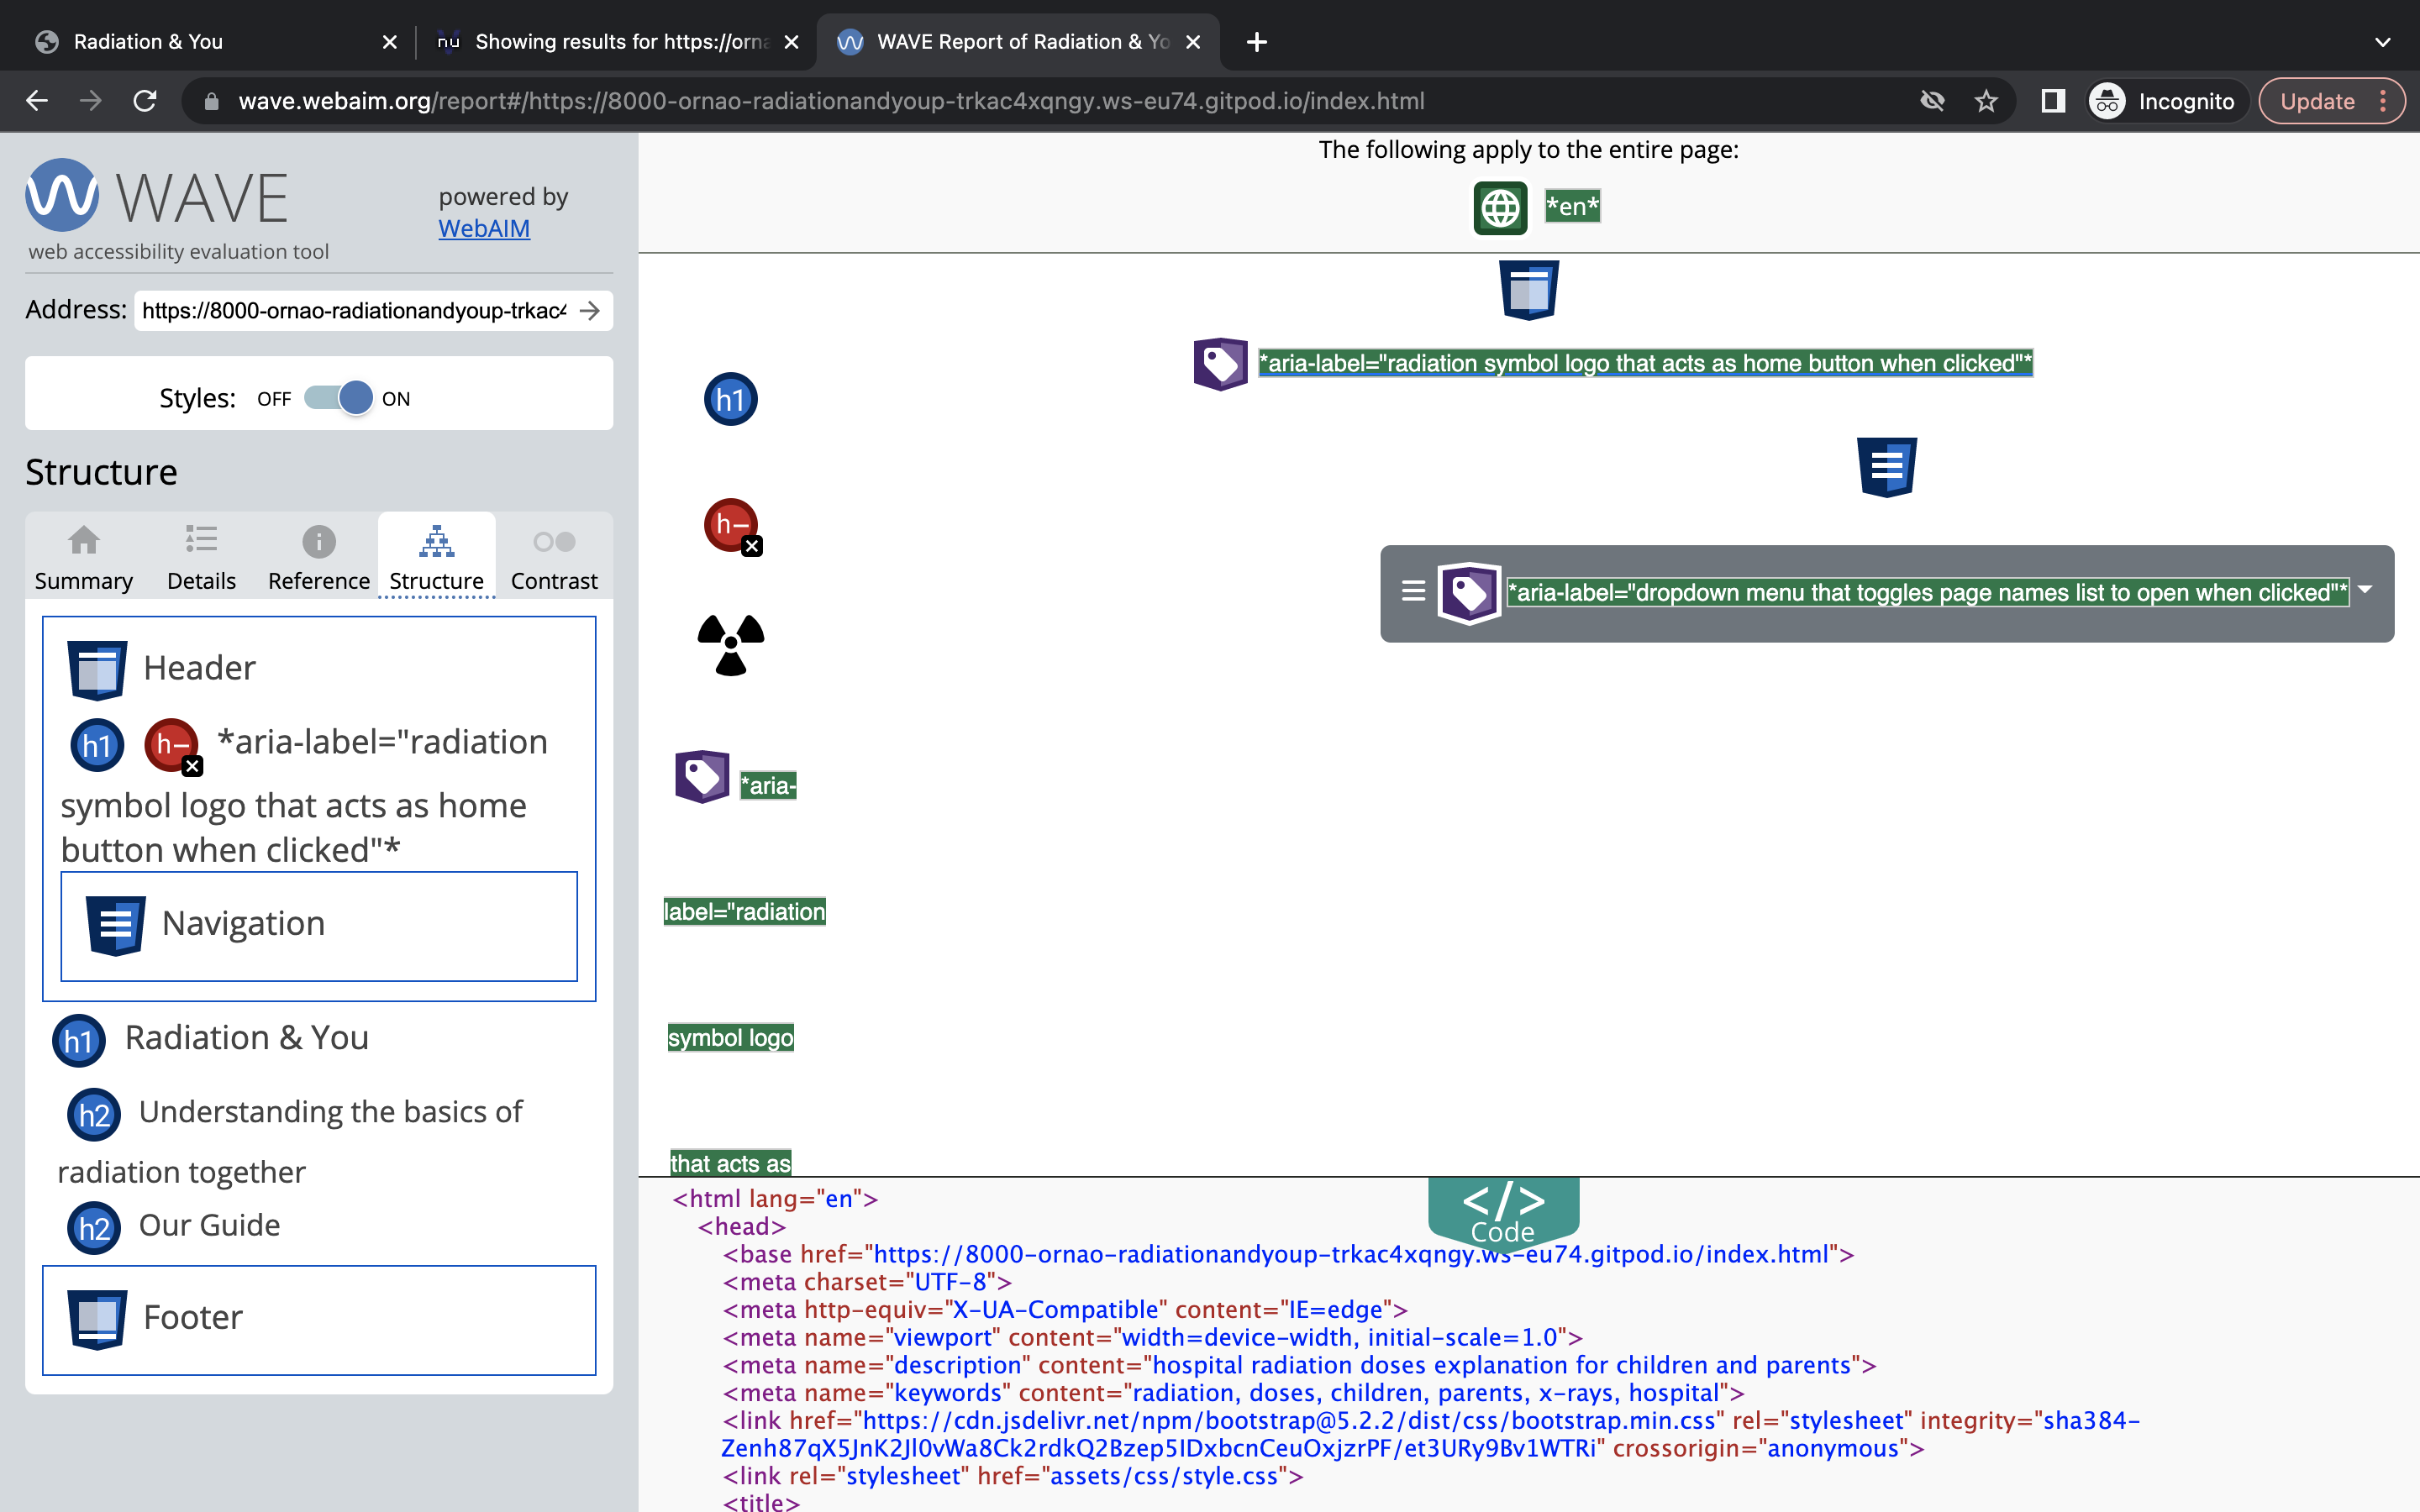 Radiation & You
nu Showing results for https://orna
WAVE Report of Radiation & Yo
wave.webaim.org/report#/https://8000-ornao-radiationandyoup-trkac4xqngy.ws-eu74.gitpod.io/index.html
Incognito
Update
WAVE
powered by
WebAIM
web accessibility evaluation tool
Address: https://8000-ornao-radiationandyoup-trkac4
Styles: OFF ON
Structure
Summary Details Reference Structure Contrast
Header
h1 h- *aria-label="radiation
symbol logo that acts as home
button when clicked"*
Navigation
h1 Radiation & You
h2 Understanding the basics of
radiation together
h2 Our Guide
Footer
The following apply to the entire page:
*en*
*aria-label="radiation symbol logo that acts as home button when clicked"*
h1
h-
*aria-label="dropdown menu that toggles page names list to open when clicked"*
*aria-
label="radiation
symbol logo
that acts as
</>
Code
<html lang="en">
<head>
<base href="https://8000-ornao-radiationandyoup-trkac4xqngy.ws-eu74.gitpod.io/index.html">
<meta charset="UTF-8">
<meta http-equiv="X-UA-Compatible" content="IE=edge">
<meta name="viewport" content="width=device-width, initial-scale=1.0">
<meta name="description" content="hospital radiation doses explanation for children and parents">
<meta name="keywords" content="radiation, doses, children, parents, x-rays, hospital">
<link href="https://cdn.jsdelivr.net/npm/bootstrap@5.2.2/dist/css/bootstrap.min.css" rel="stylesheet" integrity="sha384-
Zenh87qX5JnK2Jl0vWa8Ck2rdkQ2Bzep5IDxbcnCeuOxjzrPF/et3URy9Bv1WTRi" crossorigin="anonymous">
<link rel="stylesheet" href="assets/css/style.css">
<title>